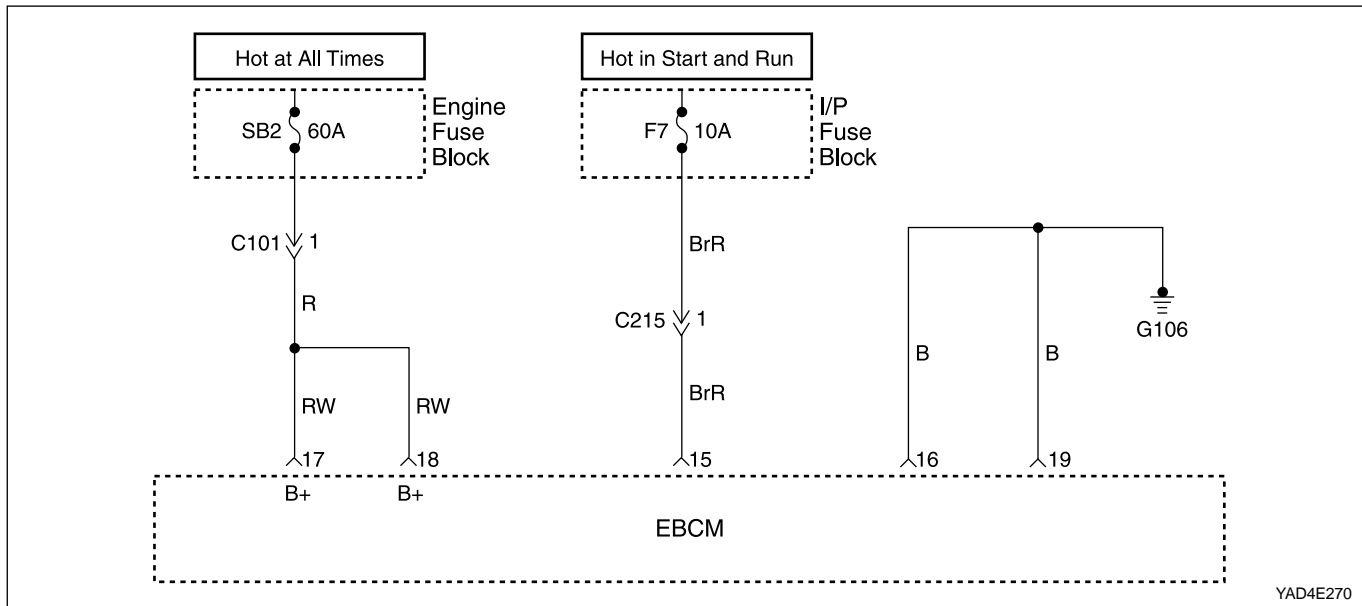 Hot at All Times
Hot in Start and Run
SB2 60A
Engine
Fuse
Block
F7 10A
I/P
Fuse
Block
C101 1
BrR
R
C215 1
G106
B
B
BrR
RW
RW
17
18
15
16
19
B+
B+
EBCM
YAD4E270